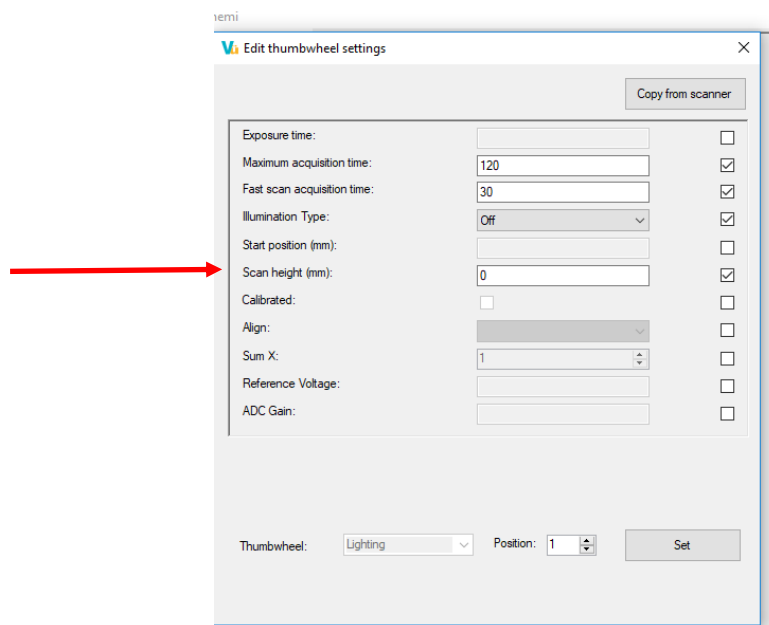 Edit thumbwheel settings
Copy from scanner
Exposure time:
Maximum acquisition time: 120
Fast scan acquisition time: 30
Illumination Type: Off
Start position (mm):
Scan height (mm): 0
Calibrated:
Align:
Sum X: 1
Reference Voltage:
ADC Gain:
Thumbwheel: Lighting Position: 1 Set